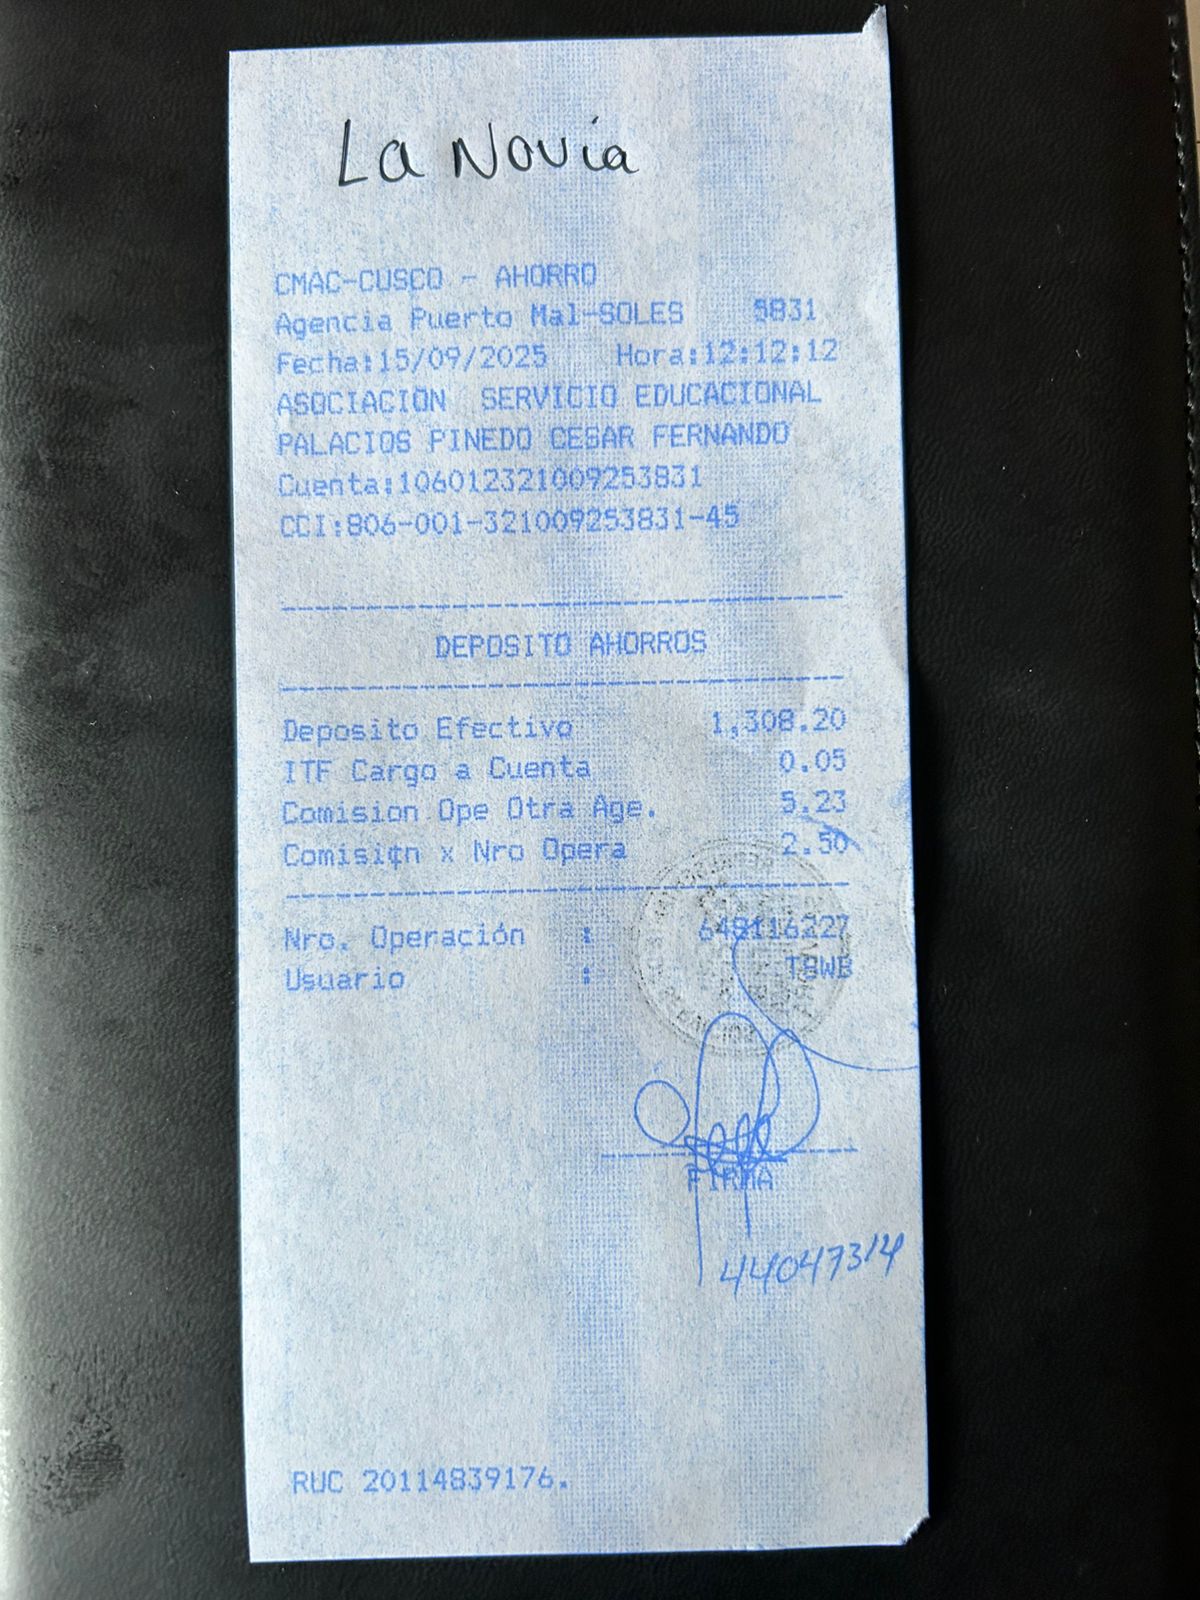 La Novia
CMAC-CUSCO - AHORRO
Agencia Puerto Mal-SOLES 5831
Fecha:15/09/2025 Hora:12:12:12
ASOCIACIÓN SERVICIO EDUCACIONAL
PALACIOS PINEDO CESAR FERNANDO
Cuenta:106012321009253831
CCI:806-001-321009253831-45
DEPOSITO AHORROS
Deposito Efectivo 1,308.20
ITF Cargo a Cuenta 0.05
Comision Ope Otra Age. 5.23
Comisi¢n x Nro Opera 2.50
Nro. Operación : 648116227
Usuario : TBWB
FIRMA
44047314
RUC 20114839176.